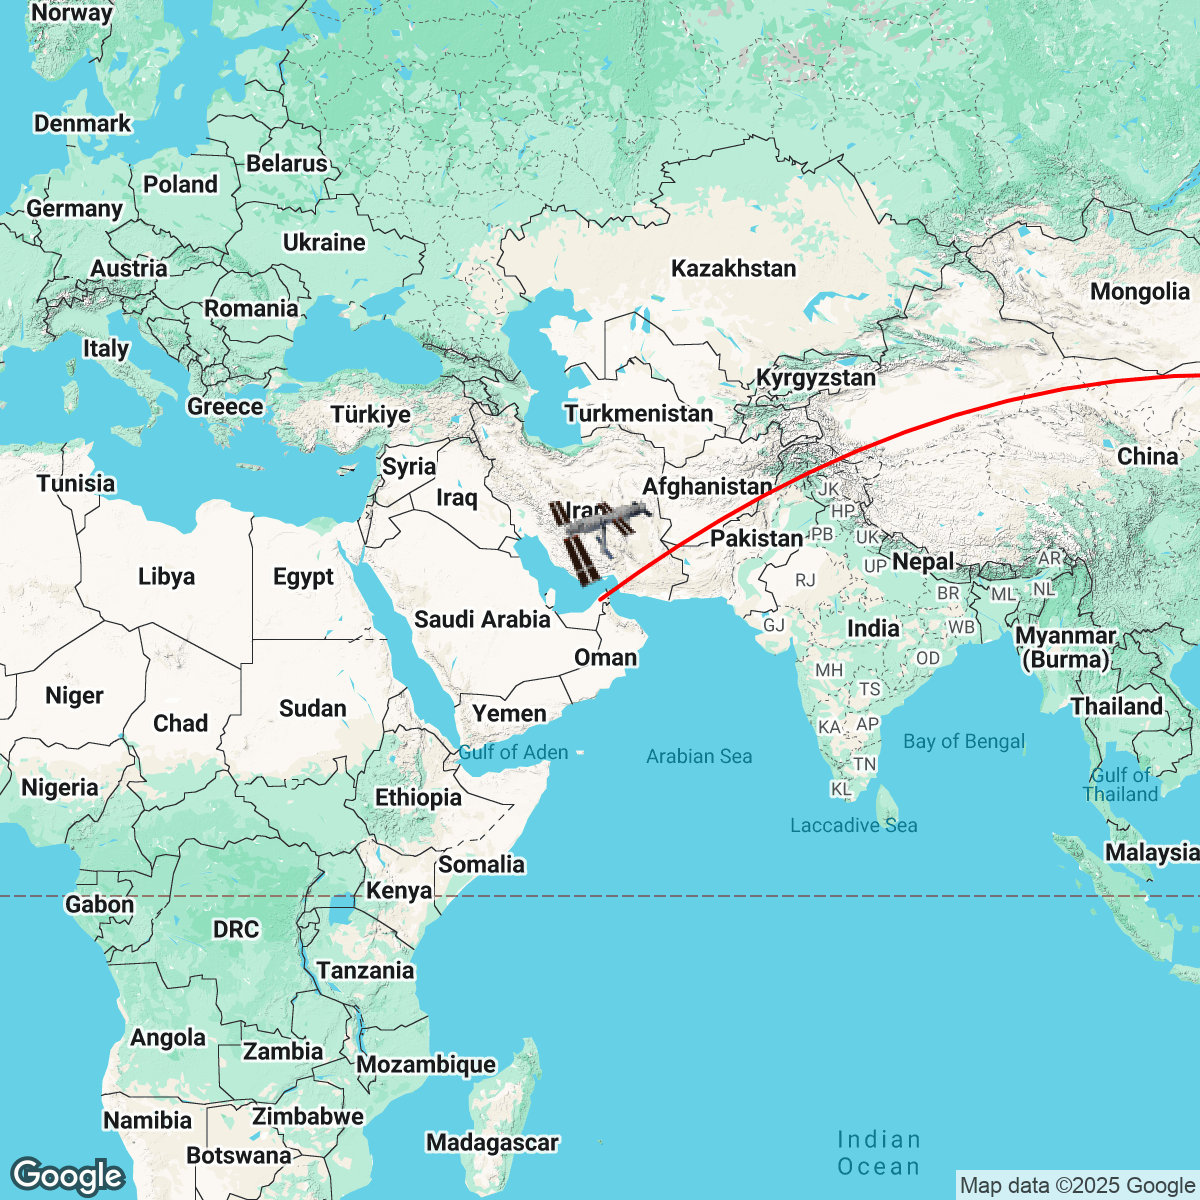 Norway
Denmark
Belarus
Poland
Germany
Ukraine
Austria
Kazakhstan
Mongolia
Romania
Italy
Kyrgyzstan
Greece
Türkiye
Turkmenistan
China
Syria
Tunisia
Iraq
Afghanistan
JK
Iran
HP
Pakistan
PB
UK
Nepal
AR
Libya
Egypt
UP
RJ
NL
BR
ML
Saudi Arabia
GJ
India
WB
Myanmar
(Burma)
Oman
OD
MH
TS
Niger
Sudan
Chad
Yemen
Thailand
KA
AP
Gulf of Aden
Arabian Sea
Bay of Bengal
TN
Gulf of
Thailand
Nigeria
Ethiopia
KL
Laccadive Sea
Malaysia
Somalia
Kenya
Gabon
DRC
Tanzania
Angola
Zambia
Mozambique
Namibia
Zimbabwe
Madagascar
Botswana
Indian
Ocean
Google
Map data ©2025 Google